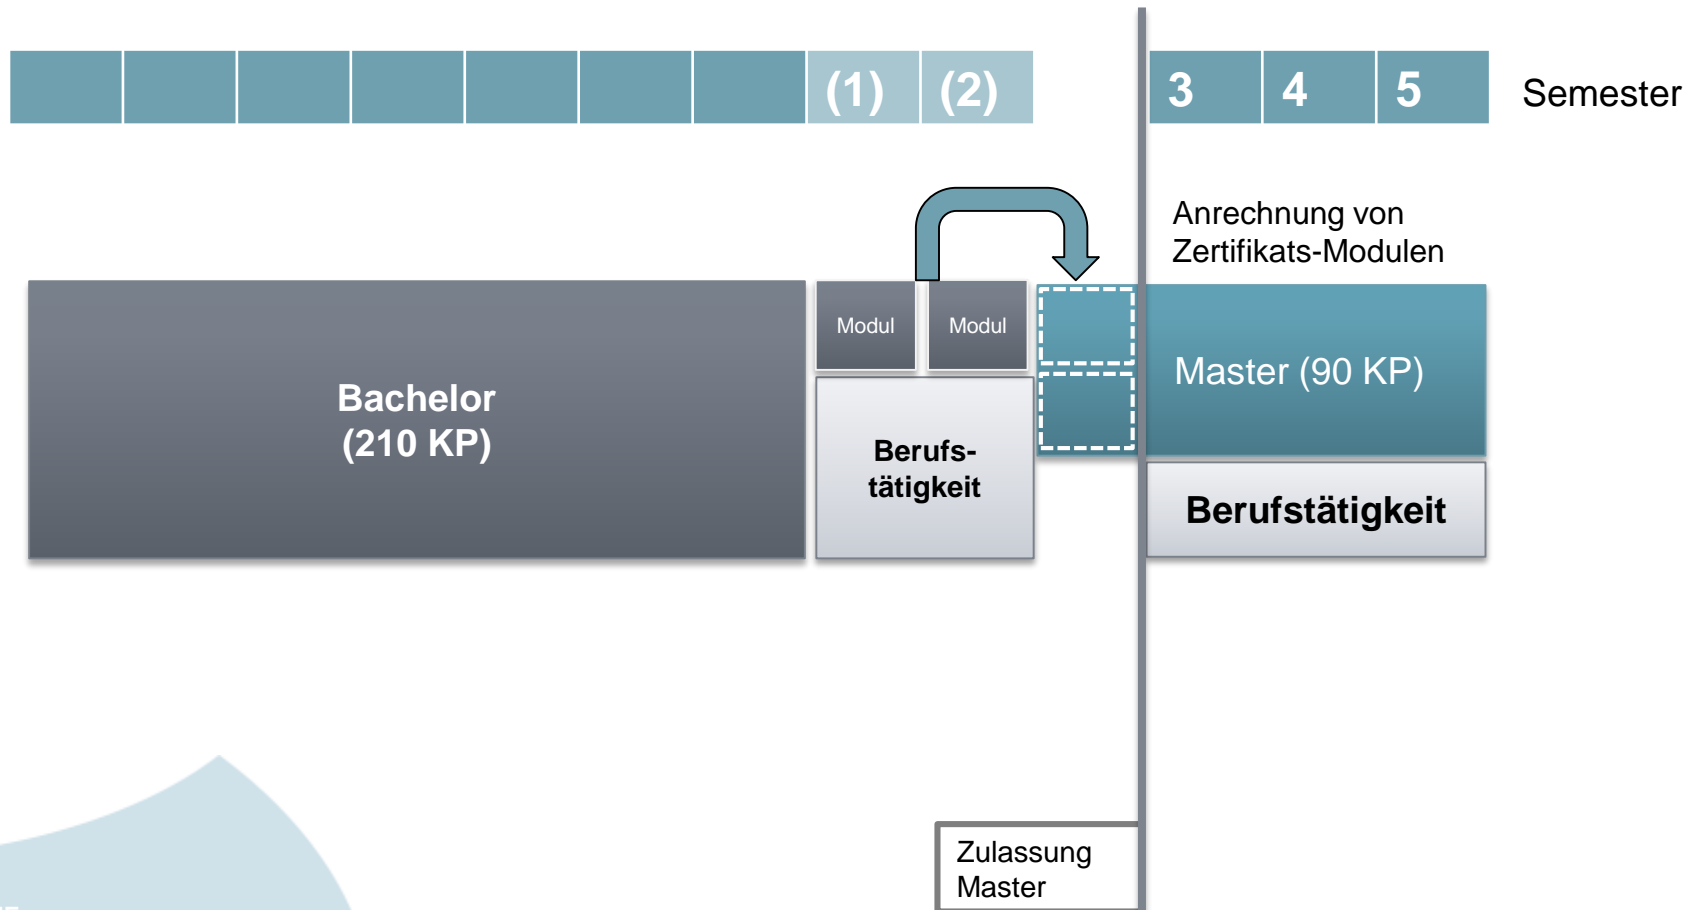 (1) (2) 3 4 5 Semester
Anrechnung von
Zertifikats-Modulen
Modul Modul
Bachelor
(210 KP)
Berufs-
tätigkeit
Master (90 KP)
Berufstätigkeit
Zulassung
Master